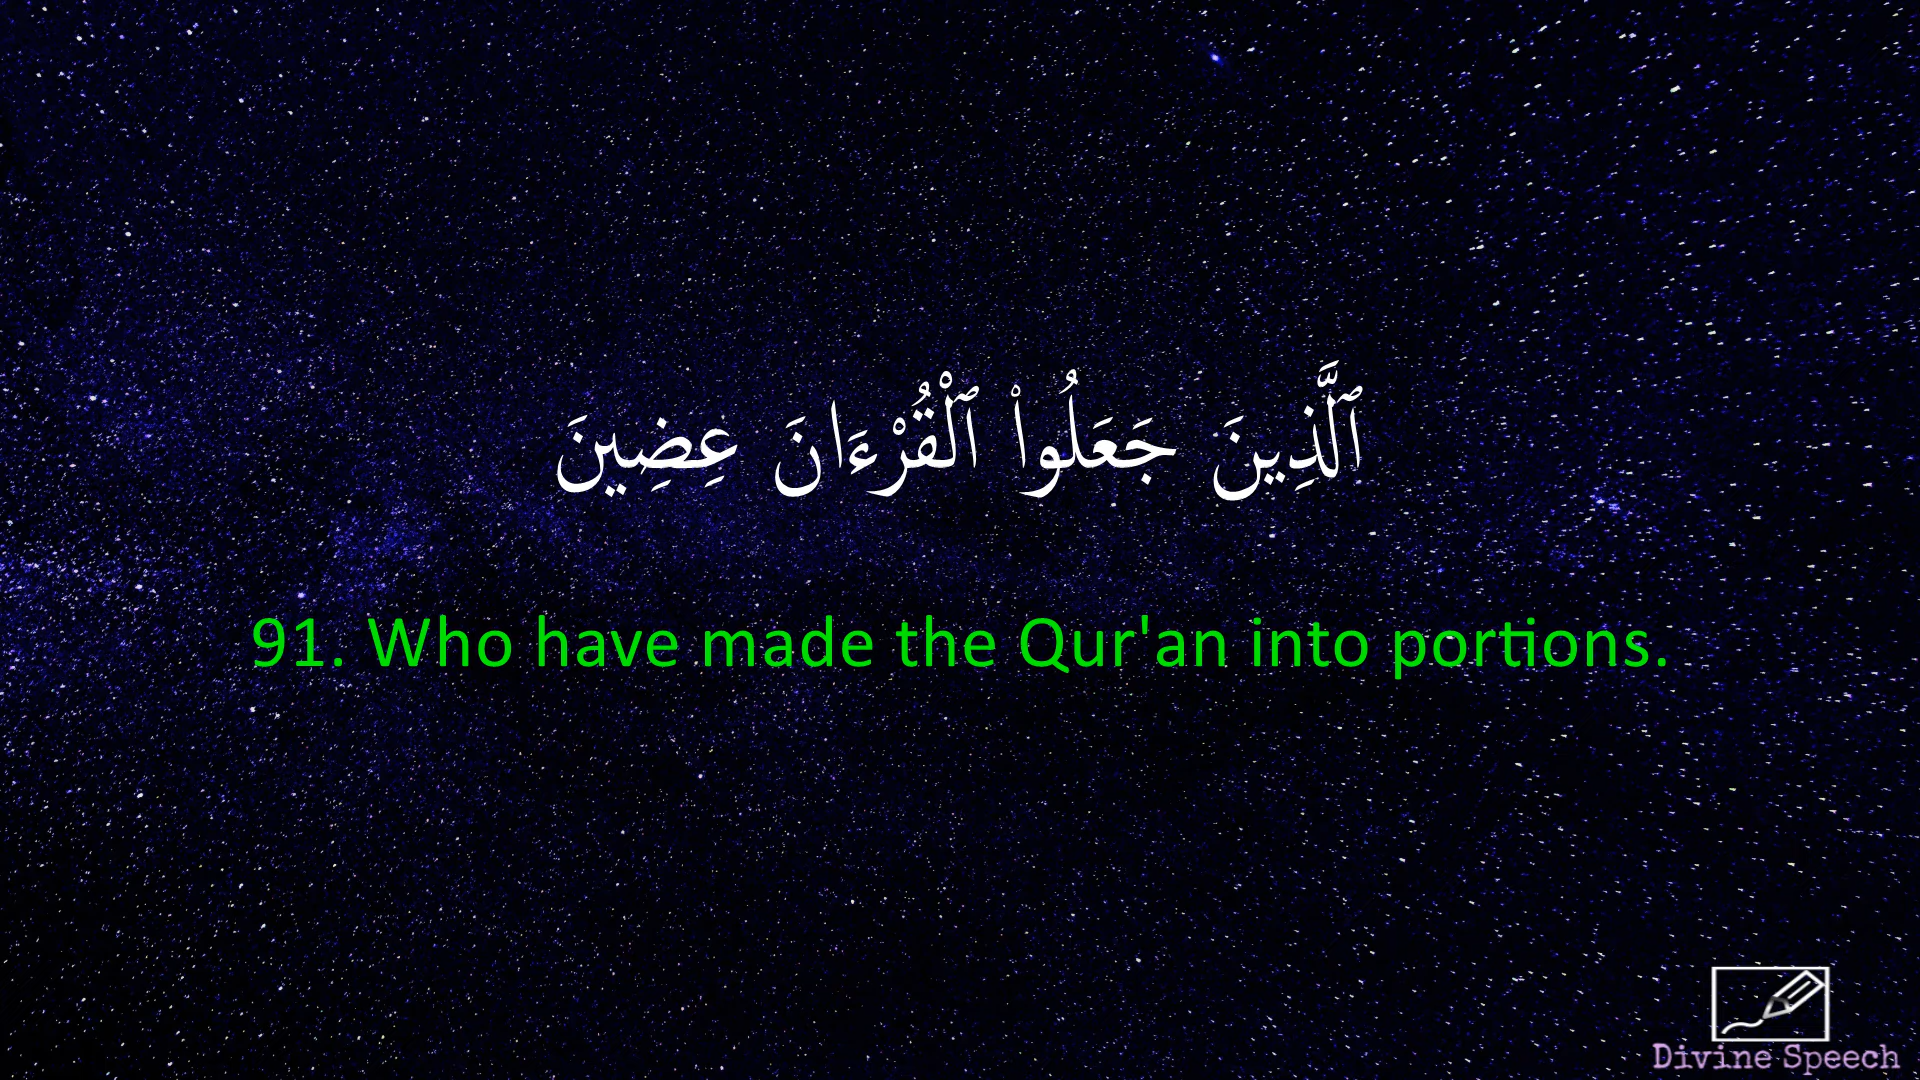 ٱلَّذِينَ جَعَلُوا۟ ٱلْقُرْءَانَ عِضِينَ
91. Who have made the Qur'an into portions.
Divine Speech